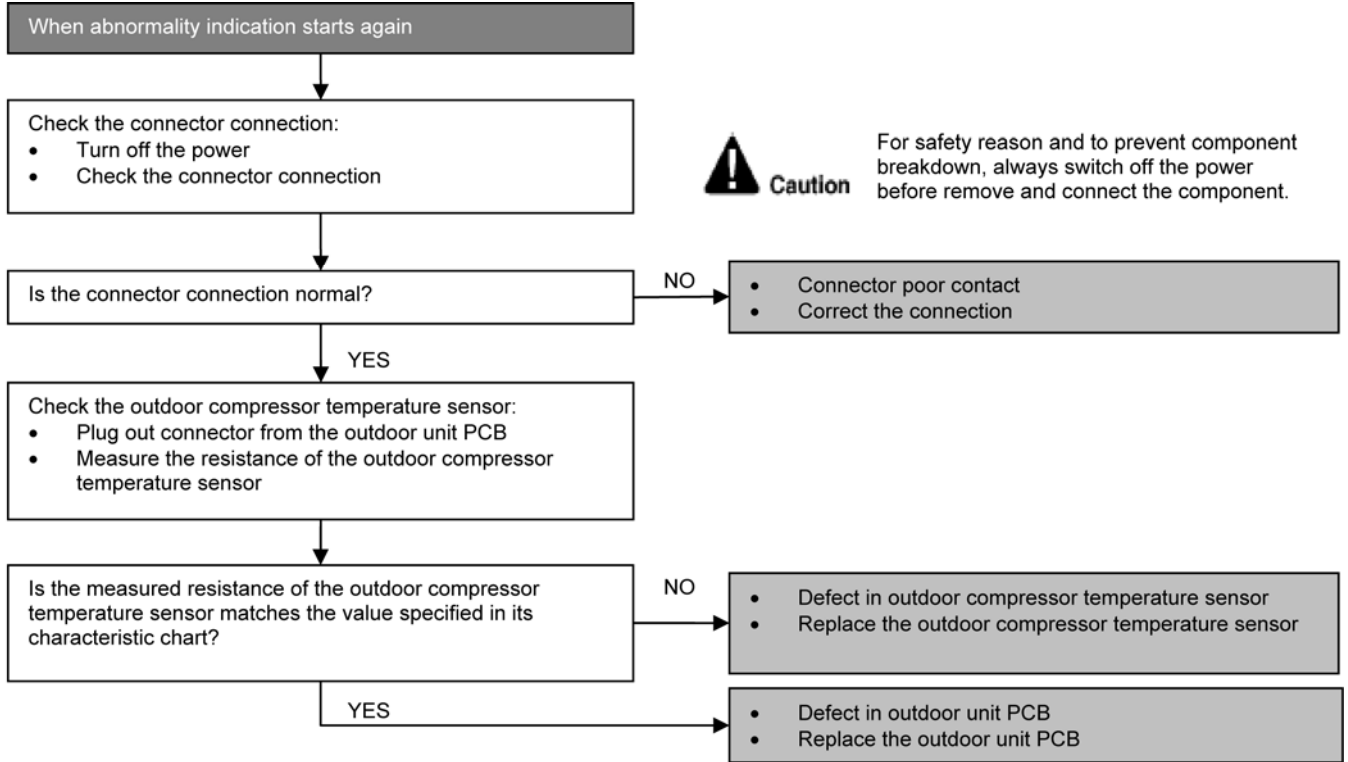 When abnormality indication starts again
Check the connector connection:
• Turn off the power
• Check the connector connection
Caution
For safety reason and to prevent component
breakdown, always switch off the power
before remove and connect the component.
Is the connector connection normal?
NO
• Connector poor contact
• Correct the connection
YES
Check the outdoor compressor temperature sensor:
• Plug out connector from the outdoor unit PCB
• Measure the resistance of the outdoor compressor
temperature sensor
Is the measured resistance of the outdoor compressor
temperature sensor matches the value specified in its
characteristic chart?
NO
• Defect in outdoor compressor temperature sensor
• Replace the outdoor compressor temperature sensor
YES
• Defect in outdoor unit PCB
• Replace the outdoor unit PCB